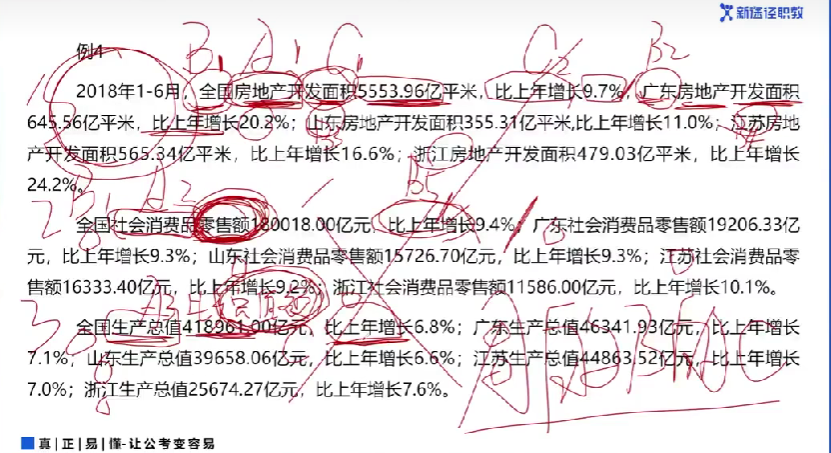 新途径职教
例4
2018年1-6月，全国房地产开发面积5553.96亿平米，比上年增长9.7%，广东房地产开发面积
645.56亿平米，比上年增长20.2%；山东房地产开发面积355.31亿平米,比上年增长11.0%；江苏房地
产开发面积565.34亿平米，比上年增长16.6%；浙江房地产开发面积479.03亿平米，比上年增长
24.2%。
全国社会消费品零售额180018.00亿元，比上年增长9.4%；广东社会消费品零售额19206.33亿
元，比上年增长9.3%；山东社会消费品零售额15726.70亿元，比上年增长9.3%；江苏社会消费品零
售额16333.40亿元，比上年增长9.2%；浙江社会消费品零售额11586.00亿元，比上年增长10.1%。
全国生产总值418961.00亿元，比上年增长6.8%；广东生产总值46341.93亿元，比上年增长
7.1%，山东生产总值39658.06亿元，比上年增长6.6%；江苏生产总值44863.52亿元，比上年增长
7.0%；浙江生产总值25674.27亿元，比上年增长7.6%。
真|正|易|懂-让公考变容易